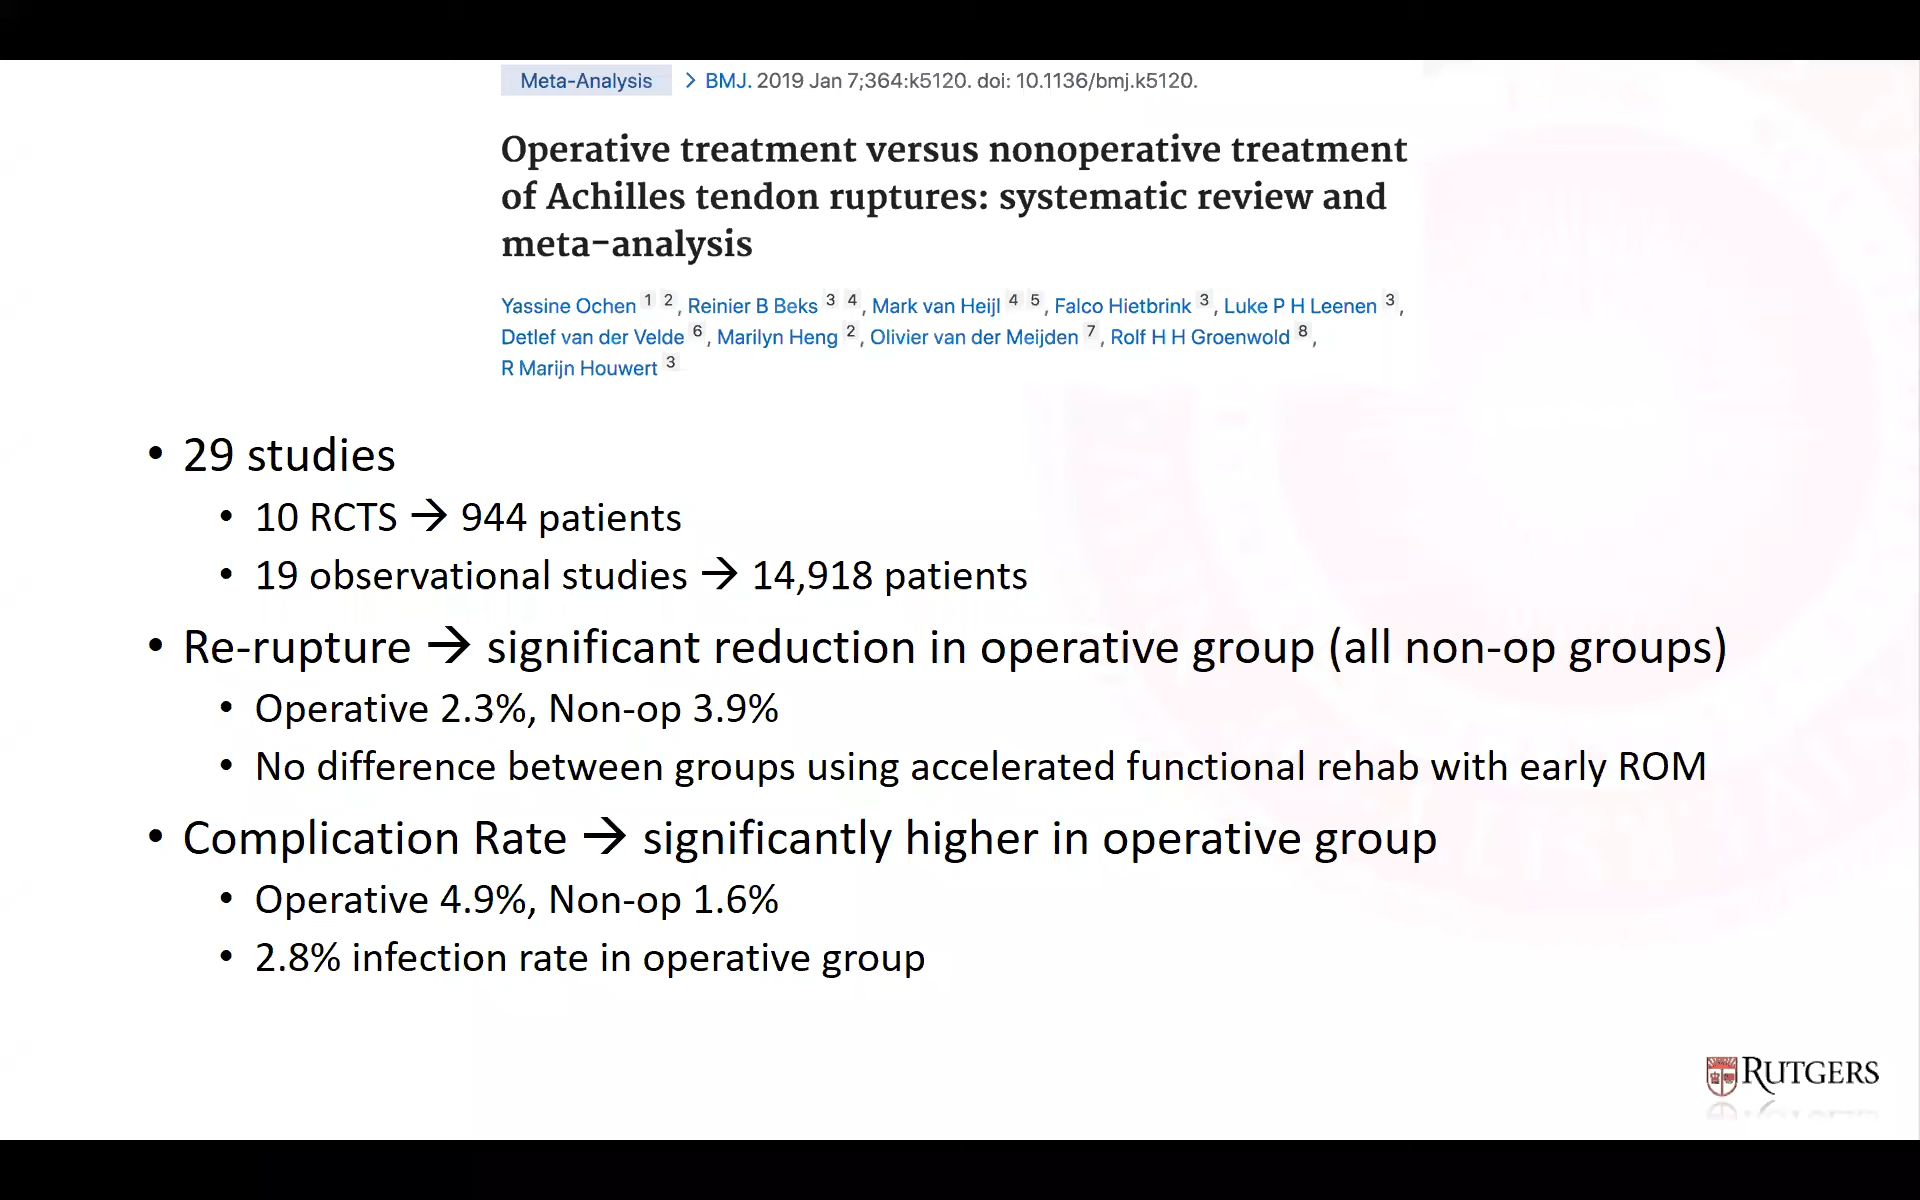 Meta-Analysis > BMJ. 2019 Jan 7;364:k5120. doi: 10.1136/bmj.k5120.
Operative treatment versus nonoperative treatment
of Achilles tendon ruptures: systematic review and
meta-analysis
Yassine Ochen 1 2, Reinier B Beks 3 4, Mark van Heijl 4 5, Falco Hietbrink 3, Luke P H Leenen 3,
Detlef van der Velde 6, Marilyn Heng 2, Olivier van der Meijden 7, Rolf H H Groenwold 8,
R Marijn Houwert 3
• 29 studies
• 10 RCTS → 944 patients
• 19 observational studies → 14,918 patients
• Re-rupture → significant reduction in operative group (all non-op groups)
• Operative 2.3%, Non-op 3.9%
• No difference between groups using accelerated functional rehab with early ROM
• Complication Rate → significantly higher in operative group
• Operative 4.9%, Non-op 1.6%
• 2.8% infection rate in operative group
RUTGERS